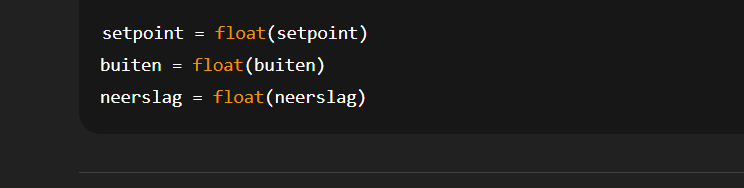 setpoint = float(setpoint)
buiten = float(buiten)
neerslag = float(neerslag)